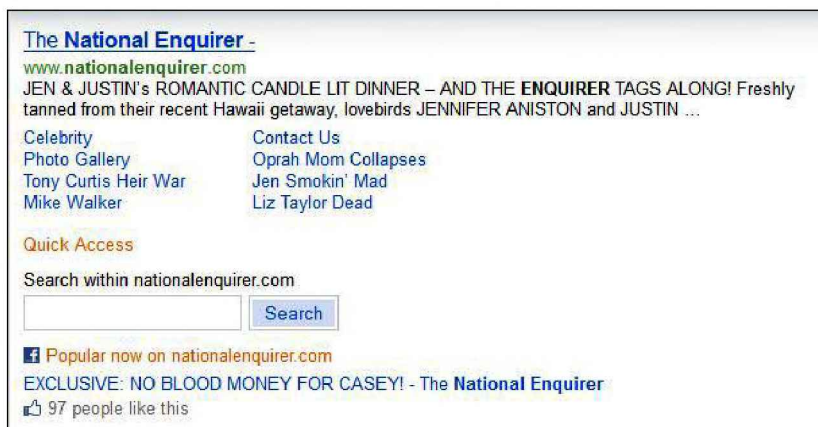 The National Enquirer -
www.nationalenquirer.com
JEN & JUSTIN's ROMANTIC CANDLE LIT DINNER – AND THE ENQUIRER TAGS ALONG! Freshly
tanned from their recent Hawaii getaway, lovebirds JENNIFER ANISTON and JUSTIN ...
Celebrity Contact Us
Photo Gallery Oprah Mom Collapses
Tony Curtis Heir War Jen Smokin' Mad
Mike Walker Liz Taylor Dead
Quick Access
Search within nationalenquirer.com
Search
f Popular now on nationalenquirer.com
EXCLUSIVE: NO BLOOD MONEY FOR CASEY! - The National Enquirer
97 people like this